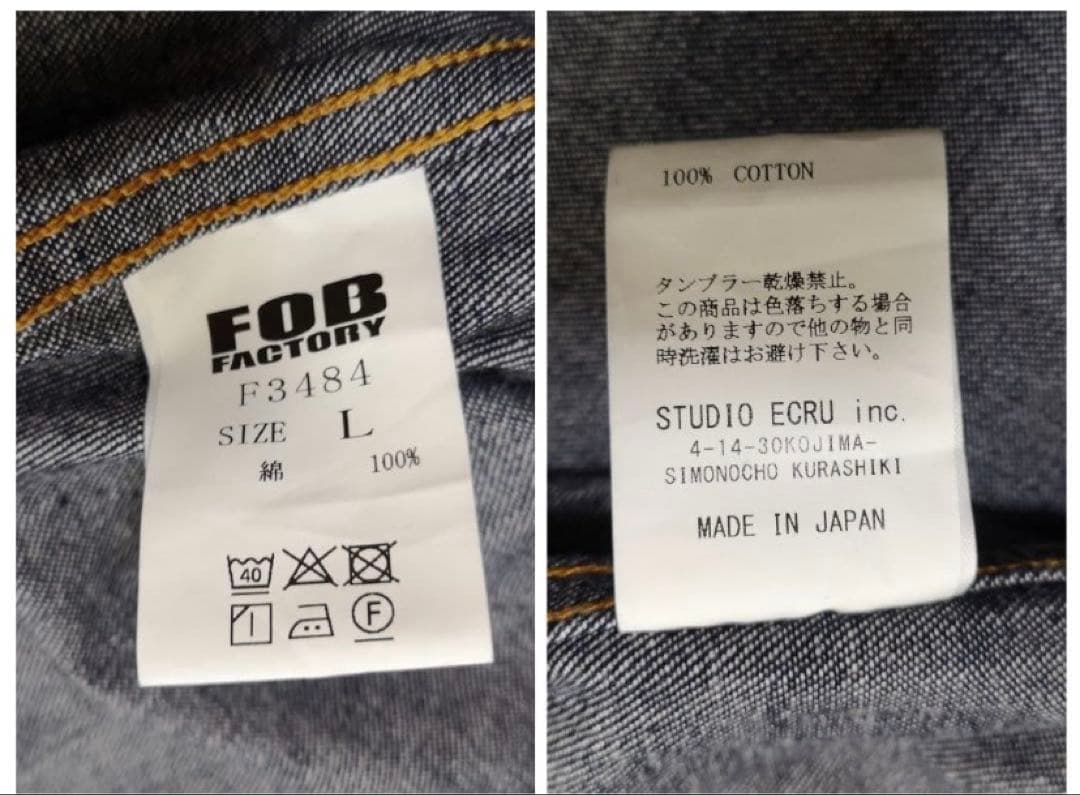 FOB
FACTORY
F3484
SIZE L
綿 100%
40
F
100% COTTON
タンブラー乾燥禁止。
この商品は色落ちする場合
がありますので他の物と同
時洗濯はお避け下さい。
STUDIO ECRU inc.
4-14-30KOJIMA-
SIMONOCHO KURASHIKI
MADE IN JAPAN